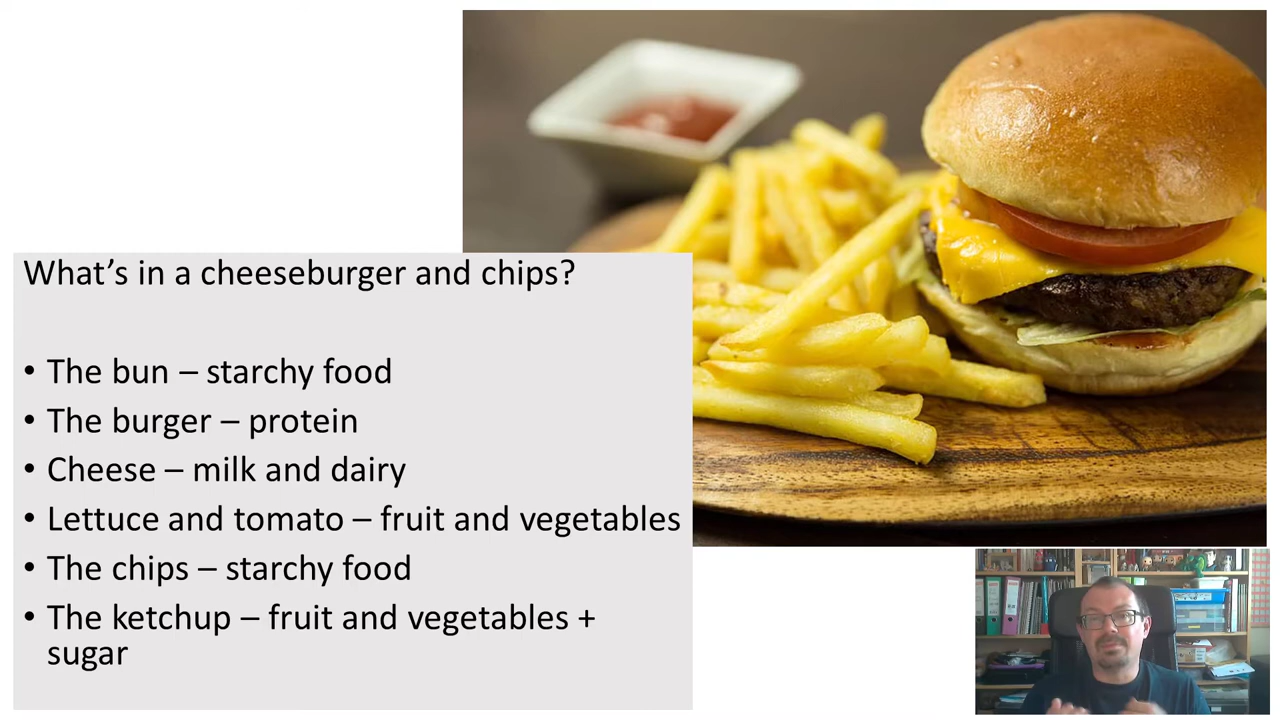 What’s in a cheeseburger and chips?
• The bun – starchy food
• The burger – protein
• Cheese – milk and dairy
• Lettuce and tomato – fruit and vegetables
• The chips – starchy food
• The ketchup – fruit and vegetables +
sugar